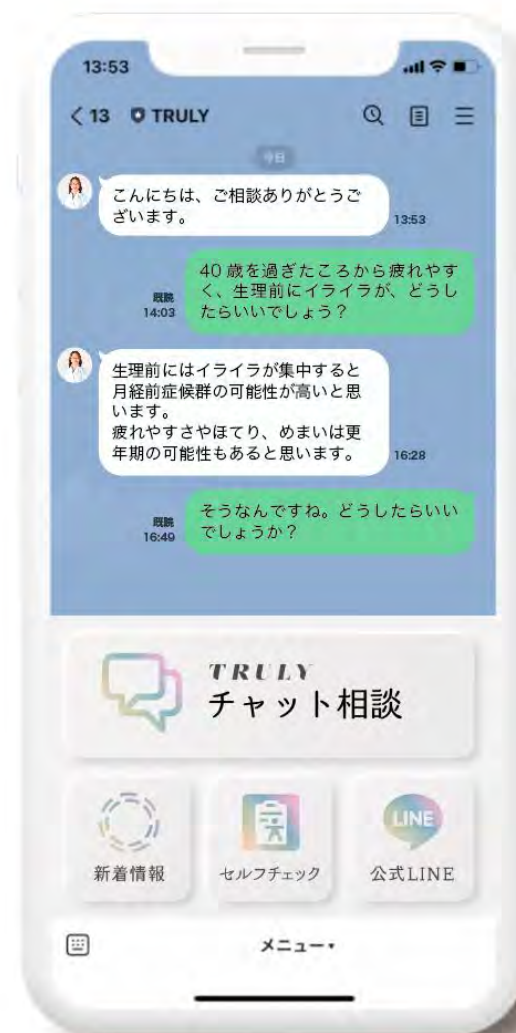 13:53
13 TRULY
今日
こんにちは、ご相談ありがとうご
ざいます。
13:53
40 歳を過ぎたころから疲れやす
く、生理前にイライラが、どうし
たらいいでしょう？
既読
14:03
生理前にはイライラが集中すると
月経前症候群の可能性が高いと思
います。
疲れやすさやほてり、めまいは更
年期の可能性もあると思います。
16:28
そうなんですね。どうしたらいい
でしょうか？
既読
16:49
TRULY
チャット相談
新着情報
セルフチェック
LINE
公式LINE
メニュー▾